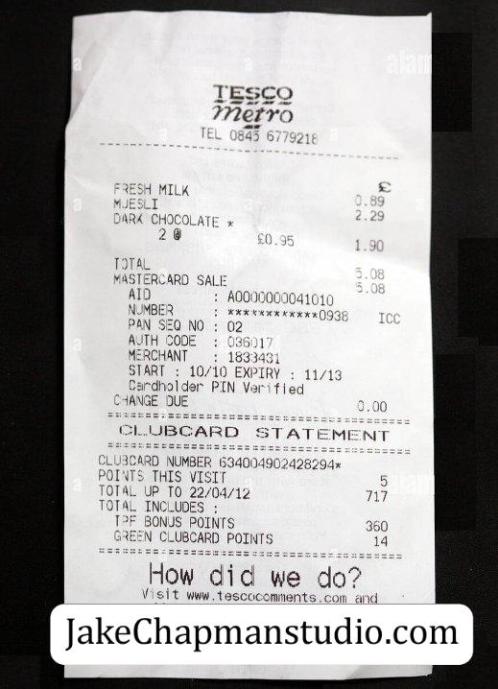 TESCO
Metro
TEL 0845 6779218
£
FRESH MILK 0.89
MUESLI 2.29
DARK CHOCOLATE *
2 @ £0.95 1.90
TOTAL 5.08
MASTERCARD SALE 5.08
AID : A0000000041010
NUMBER : ************0938 ICC
PAN SEQ NO : 02
AUTH CODE : 036017
MERCHANT : 1833431
START : 10/10 EXPIRY : 11/13
Cardholder PIN Verified
CHANGE DUE 0.00
CLUBCARD STATEMENT
CLUBCARD NUMBER 634004902428294*
POINTS THIS VISIT 5
TOTAL UP TO 22/04/12 717
TOTAL INCLUDES :
TPF BONUS POINTS 360
GREEN CLUBCARD POINTS 14
How did we do?
Visit www.tescocomments.com and
JakeChapmanstudio.com